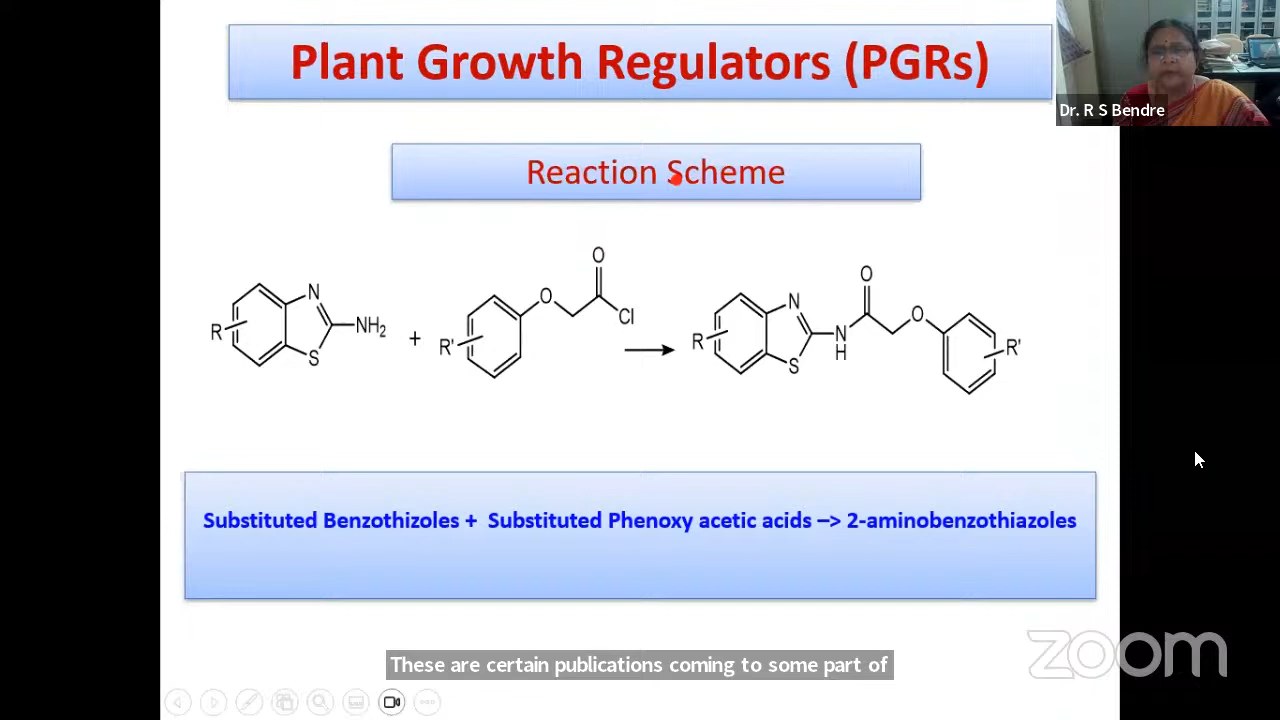 Plant Growth Regulators (PGRs)
Dr. R S Bendre
Reaction Scheme
R
N
S
NH2
+
R'
O
O
Cl
R
N
S
N
H
O
O
R'
Substituted Benzothizoles + Substituted Phenoxy acetic acids –> 2-aminobenzothiazoles
zoom
These are certain publications coming to some part of